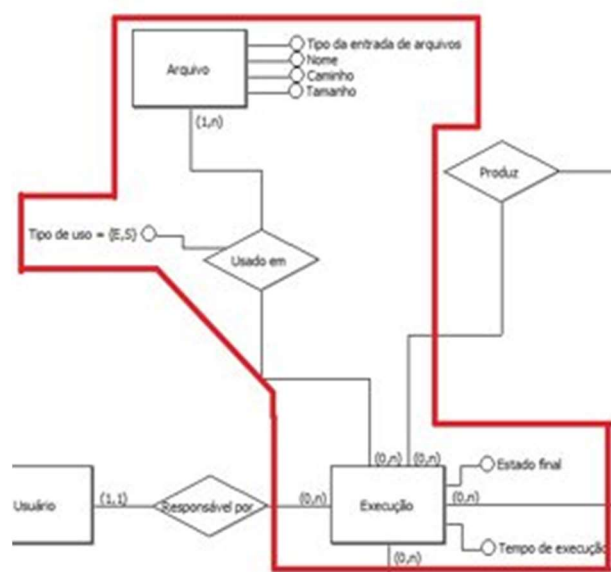 Arquivo
Tipo da entrada de arquivos
Nome
Caminho
Tamanho
(1,n)
Produz
Tipo de uso = {E,S}
Usado em
(0,n)
(0,n)
Estado final
Usuário
(1,1)
Responsável por
(0,n)
Execução
(0,n)
(0,n)
Tempo de execução